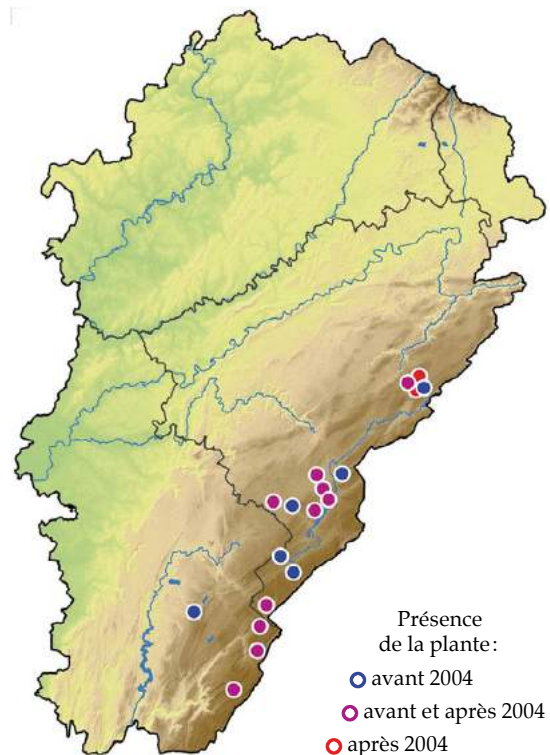 Présence
de la plante:
avant 2004
avant et après 2004
après 2004